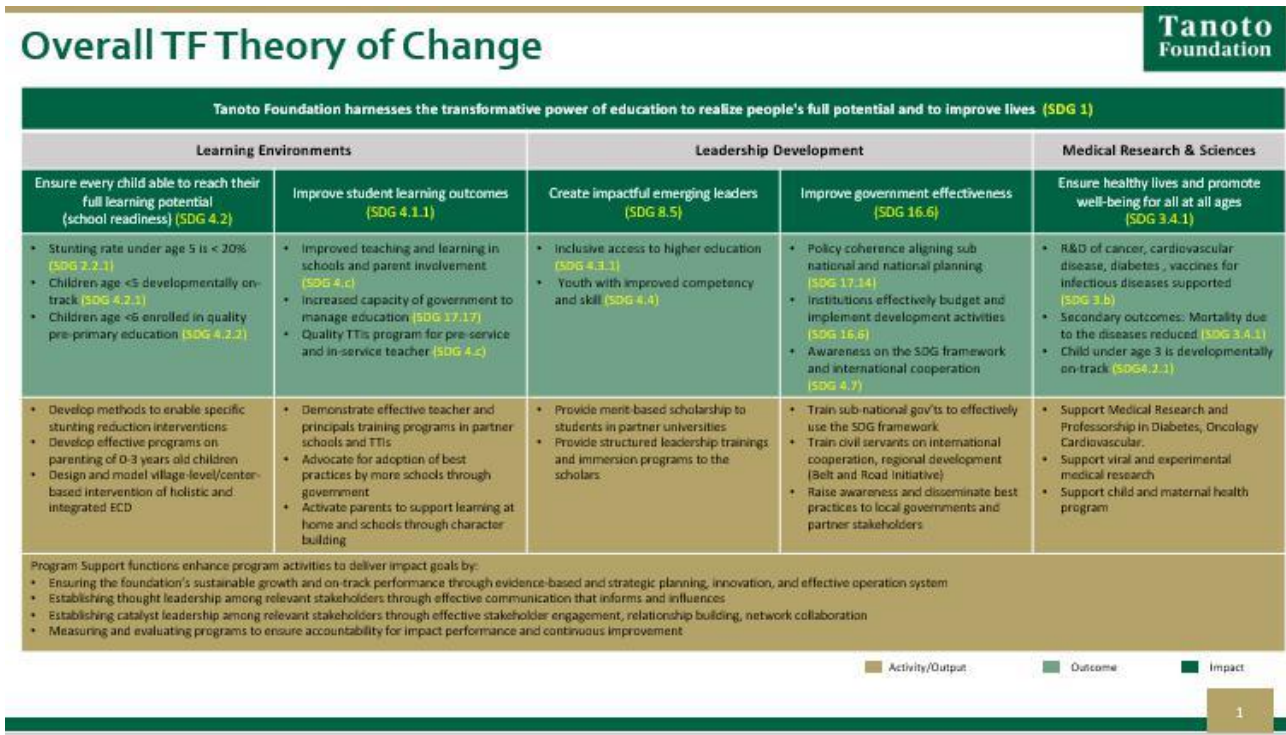 Overall TF Theory of Change
Tanoto
Foundation
Tanoto Foundation harnesses the transformative power of education to realize people's full potential and to improve lives (SDG 1)
Learning Environments
Leadership Development
Medical Research & Sciences
Ensure every child able to reach their
full learning potential
(school readiness) (SDG 4.2)
Improve student learning outcomes
(SDG 4.1.1)
Create impactful emerging leaders
(SDG 8.5)
Improve government effectiveness
(SDG 16.6)
Ensure healthy lives and promote
well-being for all at all ages
(SDG 3.4.1)
• Stunting rate under age 5 is < 20%
(SDG 2.2.1)
• Children age <5 developmentally on-
track (SDG 4.2.1)
• Children age <6 enrolled in quality
pre-primary education (SDG 4.2.2)
• Improved teaching and learning in
schools and parent involvement
(SDG 4.c)
• Increased capacity of government to
manage education (SDG 17.17)
• Quality TTIs program for pre-service
and in-service teacher (SDG 4.c)
• Inclusive access to higher education
(SDG 4.3.1)
• Youth with improved competency
and skill (SDG 4.4)
• Policy coherence aligning sub
national and national planning
(SDG 17.14)
• Institutions effectively budget and
implement development activities
(SDG 16.6)
• Awareness on the SDG framework
and international cooperation
(SDG 4.7)
• R&D of cancer, cardiovascular
disease, diabetes , vaccines for
infectious diseases supported
(SDG 3.b)
• Secondary outcomes: Mortality due
to the diseases reduced (SDG 3.4.1)
• Child under age 3 is developmentally
on-track (SDG4.2.1)
• Develop methods to enable specific
stunting reduction interventions
• Develop effective programs on
parenting of 0-3 years old children
• Design and model village-level/center-
based intervention of holistic and
integrated ECD
• Demonstrate effective teacher and
principals training programs in partner
schools and TTIs
• Advocate for adoption of best
practices by more schools through
government
• Activate parents to support learning at
home and schools through character
building
• Provide merit-based scholarship to
students in partner universities
• Provide structured leadership trainings
and immersion programs to the
scholars
• Train sub-national gov'ts to effectively
use the SDG framework
• Train civil servants on international
cooperation, regional development
(Belt and Road Initiative)
• Raise awareness and disseminate best
practices to local governments and
partner stakeholders
• Support Medical Research and
Professorship in Diabetes, Oncology
Cardiovascular.
• Support viral and experimental
medical research
• Support child and maternal health
program
Program Support functions enhance program activities to deliver impact goals by:
• Ensuring the foundation's sustainable growth and on-track performance through evidence-based and strategic planning, innovation, and effective operation system
• Establishing thought leadership among relevant stakeholders through effective communication that informs and influences
• Establishing catalyst leadership among relevant stakeholders through effective stakeholder engagement, relationship building, network collaboration
• Measuring and evaluating programs to ensure accountability for impact performance and continuous improvement
Activity/Output
Outcome
Impact
1